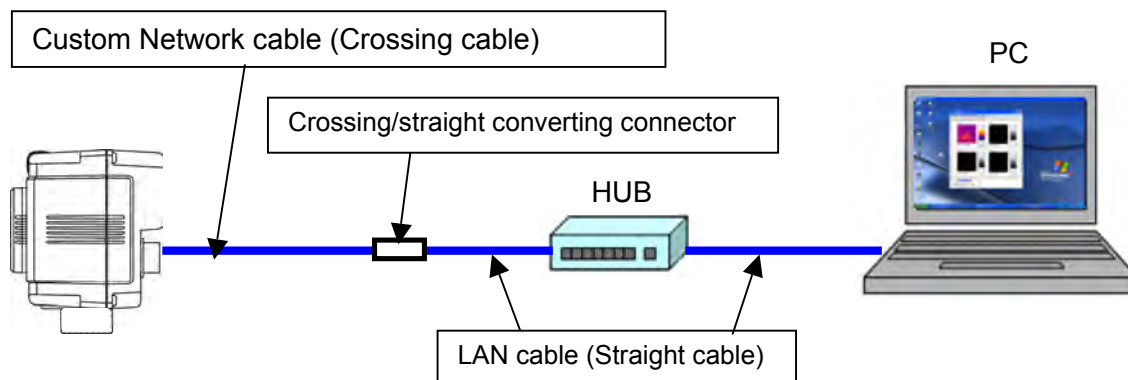 Custom Network cable (Crossing cable)
PC
Crossing/straight converting connector
HUB
LAN cable (Straight cable)